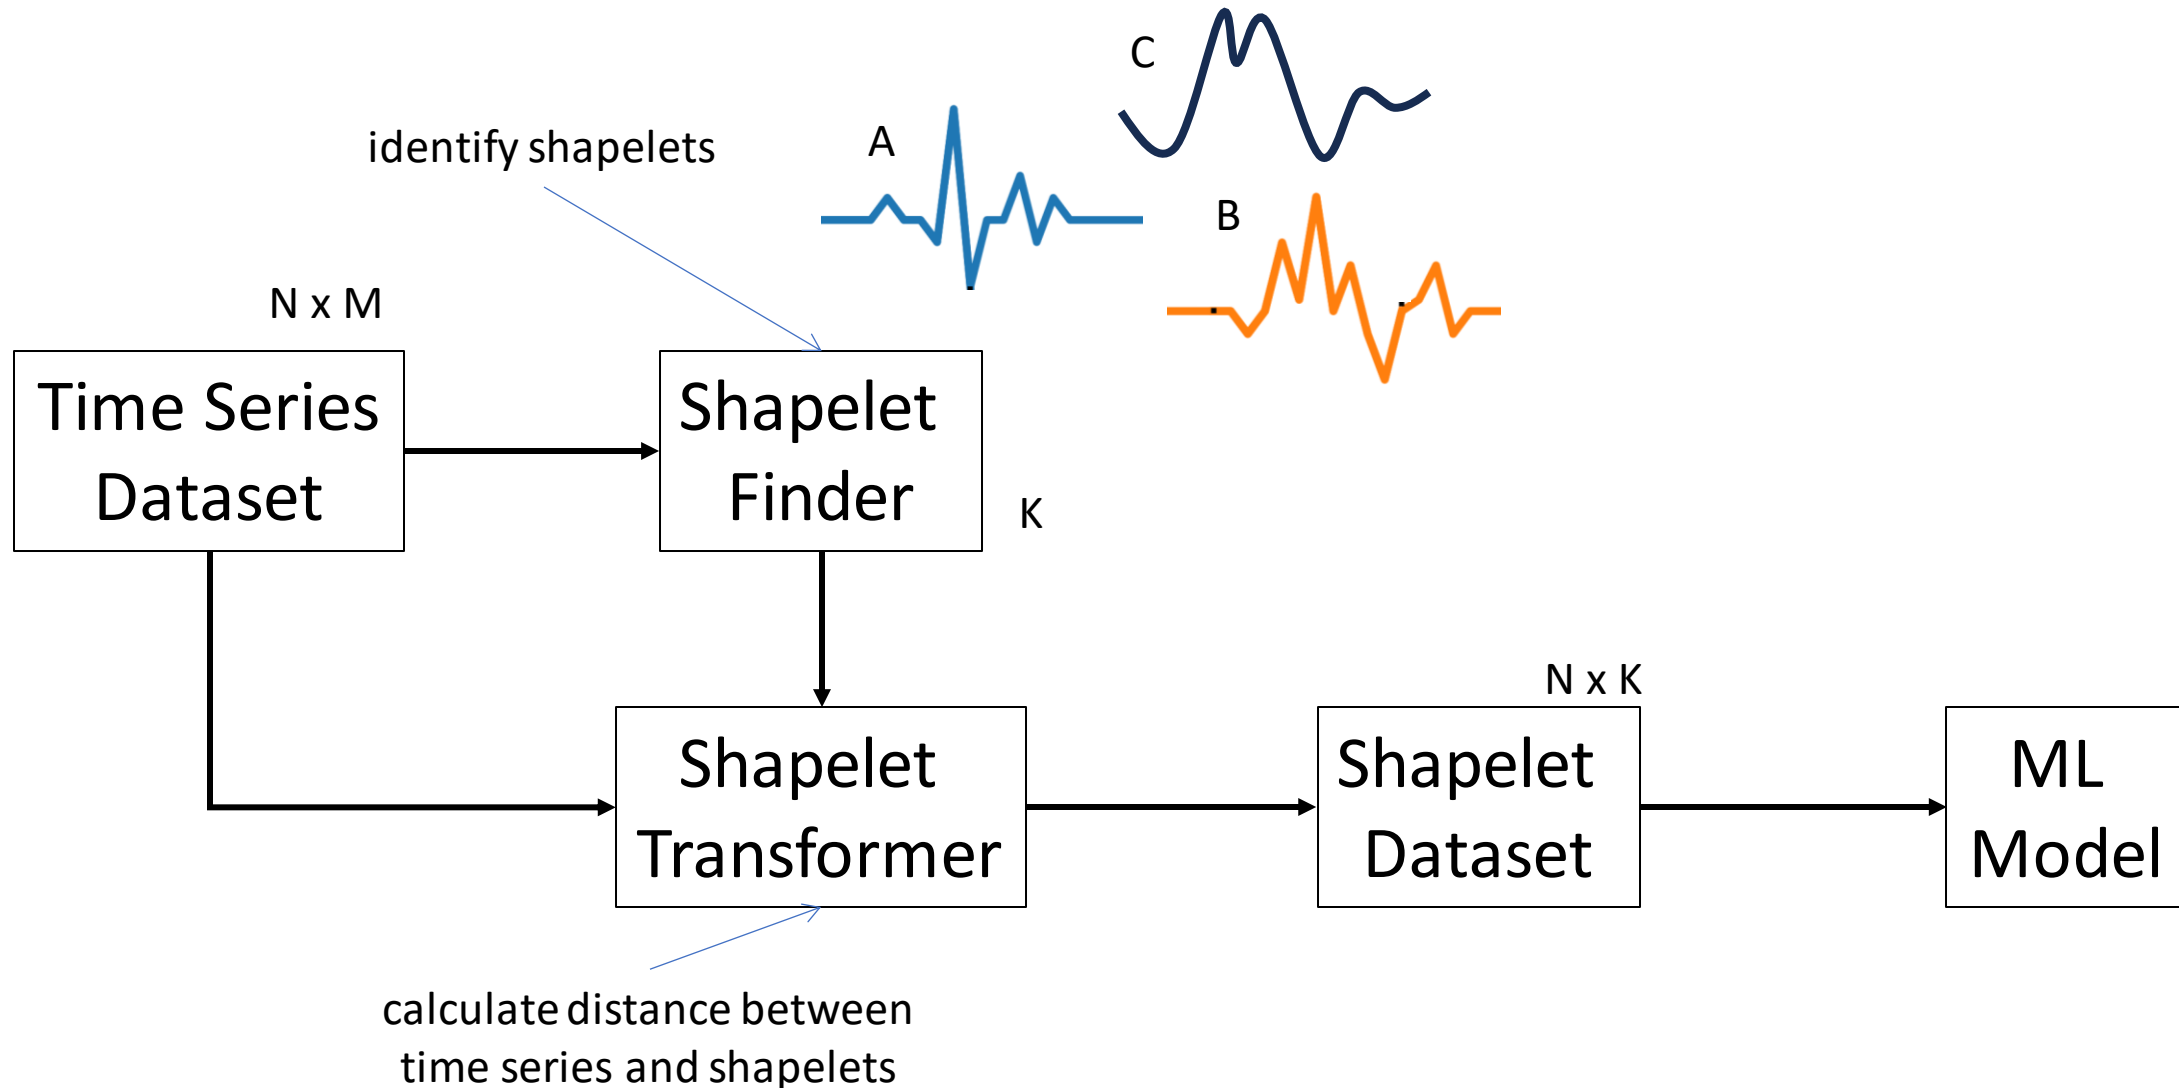 C
identify shapelets
A
B
N x M
Time Series
Dataset
Shapelet
Finder
K
N x K
Shapelet
Transformer
Shapelet
Dataset
ML
Model
calculate distance between
time series and shapelets